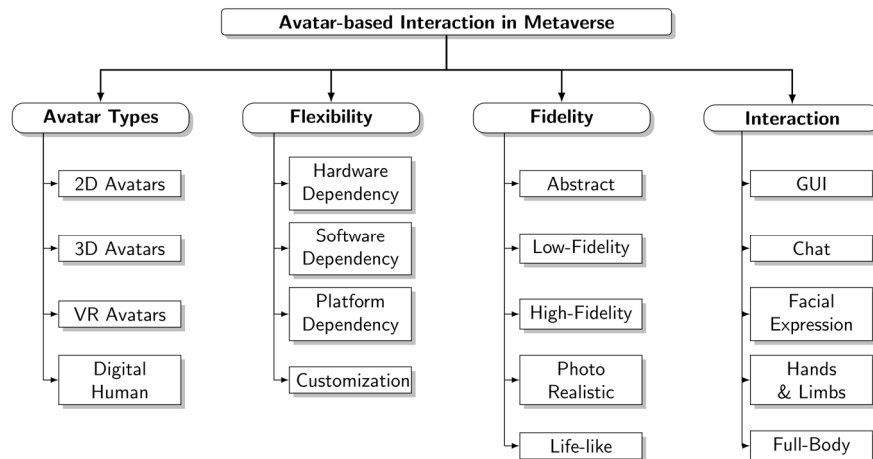 Avatar-based Interaction in Metaverse
Avatar Types
2D Avatars
3D Avatars
VR Avatars
Digital
Human
Flexibility
Hardware
Dependency
Software
Dependency
Platform
Dependency
Customization
Fidelity
Abstract
Low-Fidelity
High-Fidelity
Photo
Realistic
Life-like
Interaction
GUI
Chat
Facial
Expression
Hands
& Limbs
Full-Body